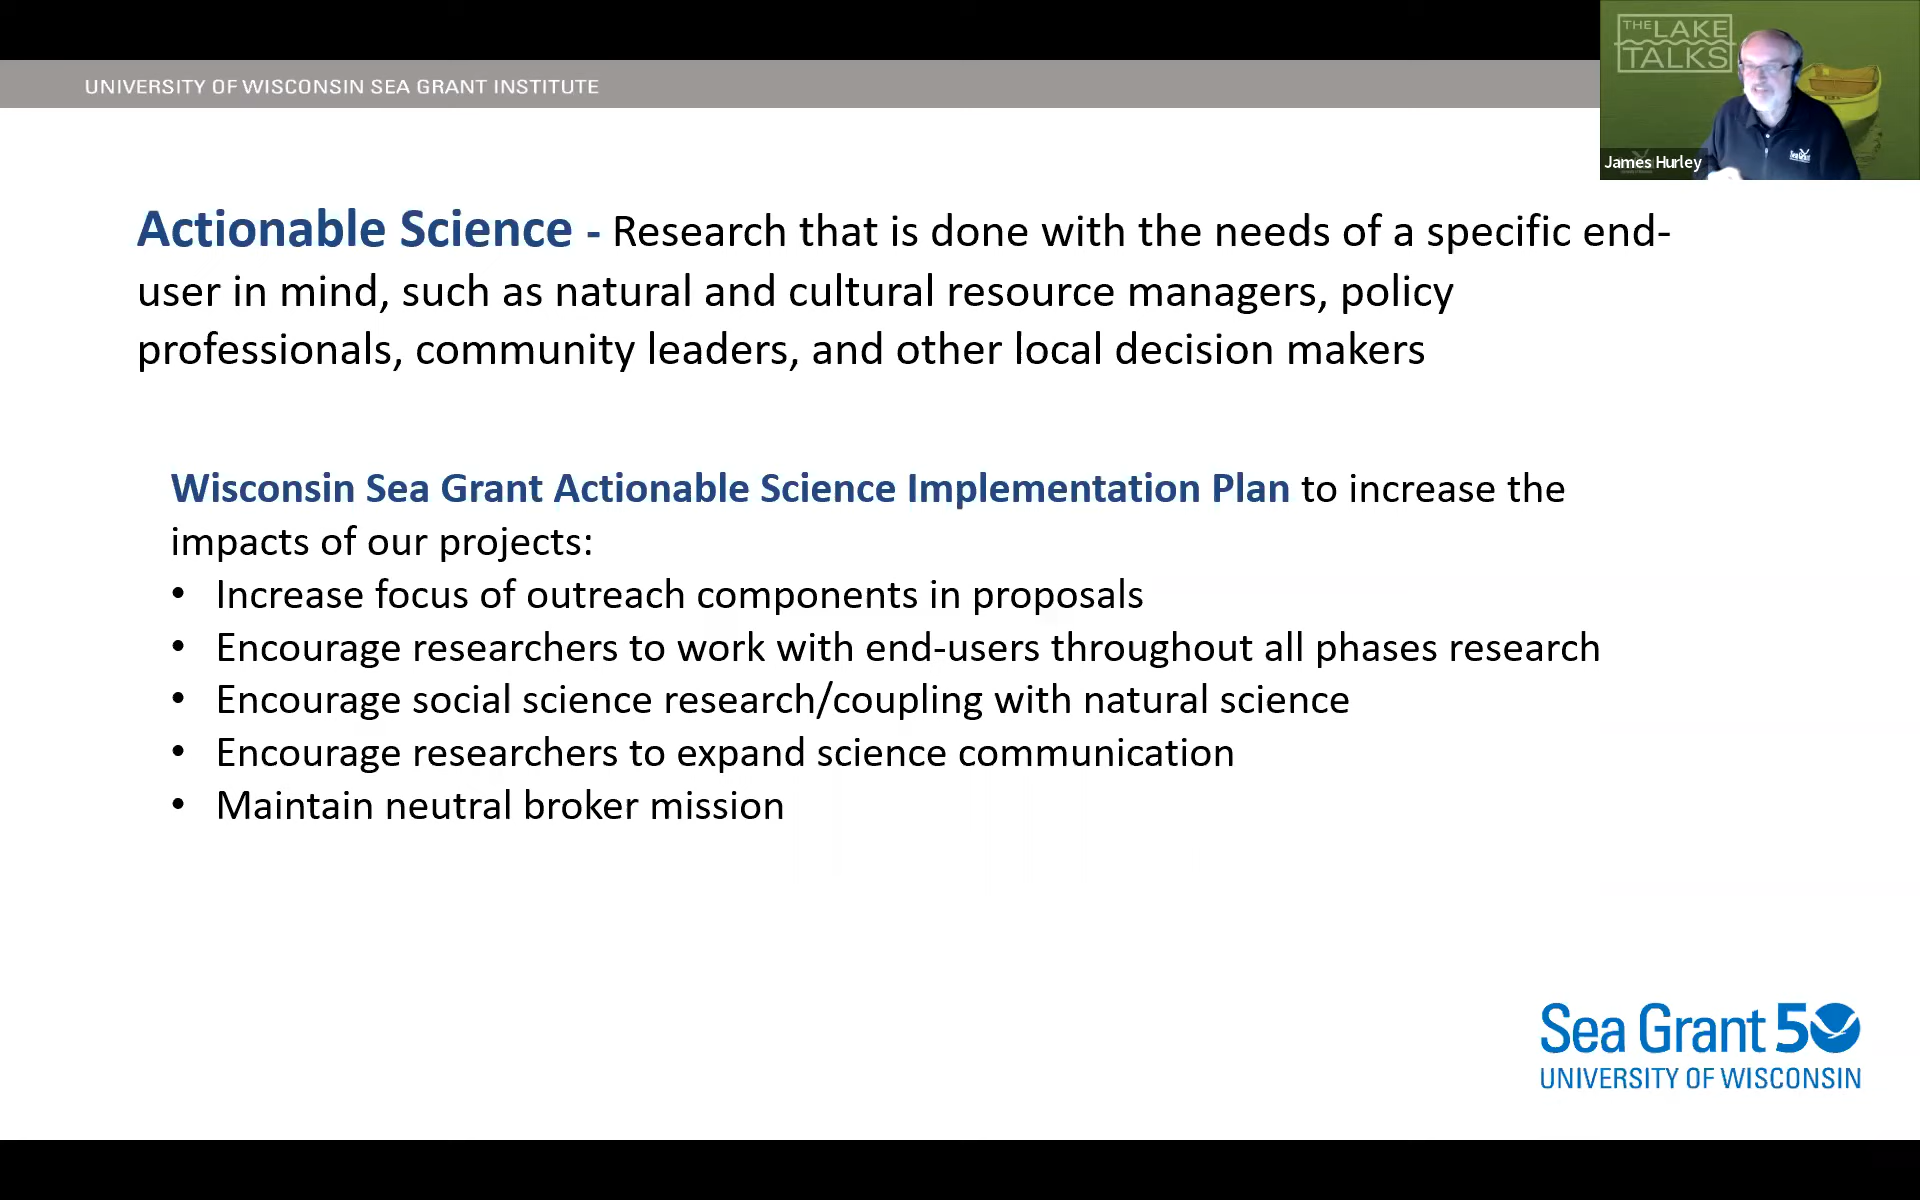 THE LAKE
TALKS
James Hurley
UNIVERSITY OF WISCONSIN SEA GRANT INSTITUTE
Actionable Science - Research that is done with the needs of a specific end-
user in mind, such as natural and cultural resource managers, policy
professionals, community leaders, and other local decision makers
Wisconsin Sea Grant Actionable Science Implementation Plan to increase the
impacts of our projects:
• Increase focus of outreach components in proposals
• Encourage researchers to work with end-users throughout all phases research
• Encourage social science research/coupling with natural science
• Encourage researchers to expand science communication
• Maintain neutral broker mission
Sea Grant 50
UNIVERSITY OF WISCONSIN